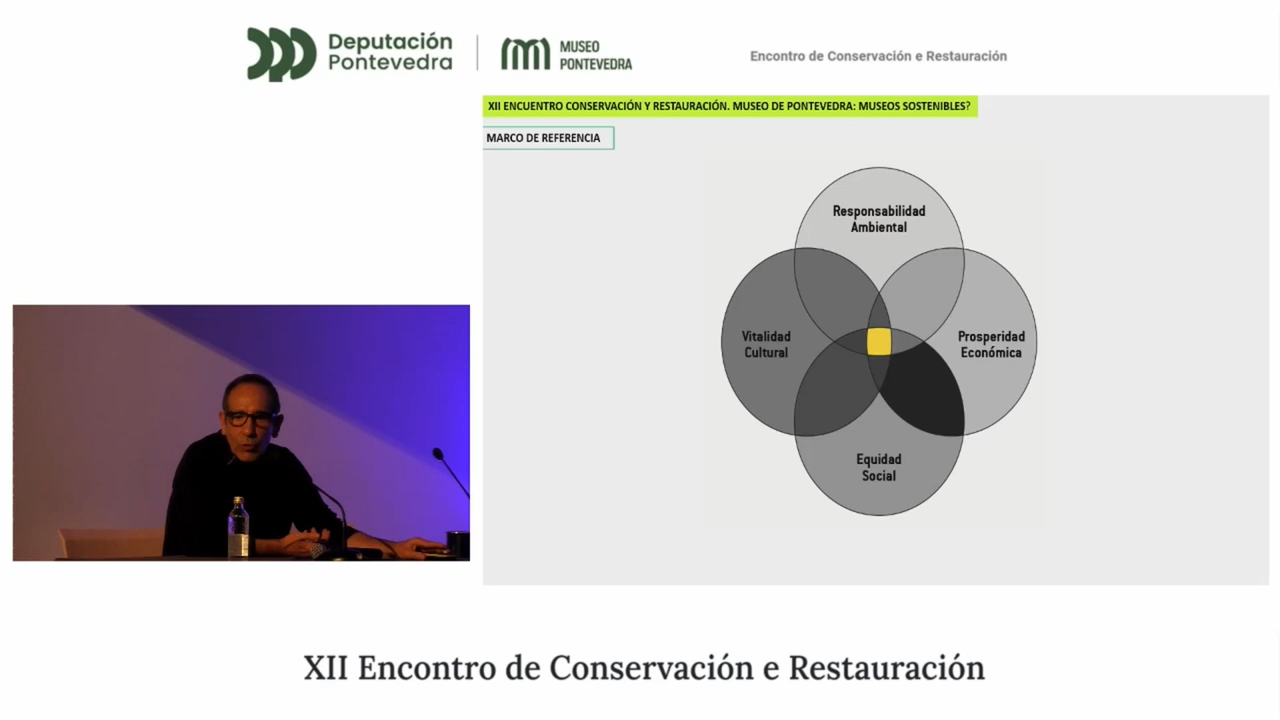 Deputación
Pontevedra
MUSEO
PONTEVEDRA
Encontro de Conservación e Restauración
XII ENCUENTRO CONSERVACIÓN Y RESTAURACIÓN. MUSEO DE PONTEVEDRA: MUSEOS SOSTENIBLES?
MARCO DE REFERENCIA
Responsabilidad
Ambiental
Vitalidad
Cultural
Prosperidad
Económica
Equidad
Social
XII Encontro de Conservación e Restauración